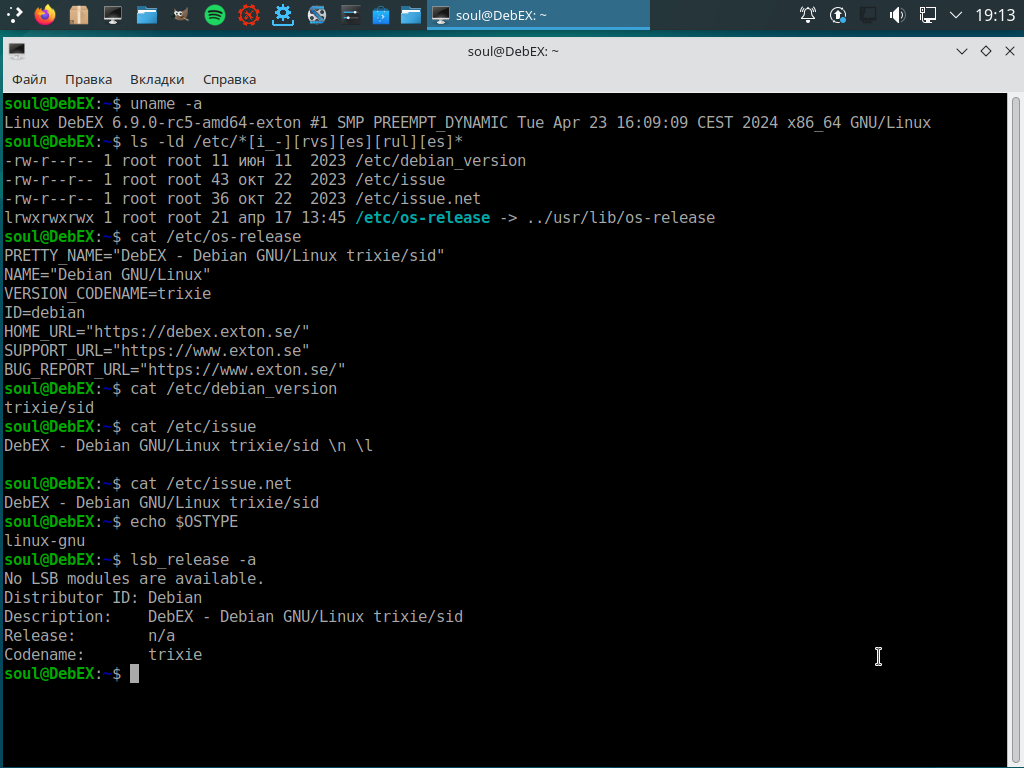 soul@DebEX: ~
19:13
soul@DebEX: ~
Файл Правка Вкладки Справка
soul@DebEX:~$ uname -a
Linux DebEX 6.9.0-rc5-amd64-exton #1 SMP PREEMPT_DYNAMIC Tue Apr 23 16:09:09 CEST 2024 x86_64 GNU/Linux
soul@DebEX:~$ ls -ld /etc/*[i_-][rvs][es][rul][es]*
-rw-r--r-- 1 root root 11 июн 11  2023 /etc/debian_version
-rw-r--r-- 1 root root 43 окт 22  2023 /etc/issue
-rw-r--r-- 1 root root 36 окт 22  2023 /etc/issue.net
lrwxrwxrwx 1 root root 21 апр 17 13:45 /etc/os-release -> ../usr/lib/os-release
soul@DebEX:~$ cat /etc/os-release
PRETTY_NAME="DebEX - Debian GNU/Linux trixie/sid"
NAME="Debian GNU/Linux"
VERSION_CODENAME=trixie
ID=debian
HOME_URL="https://debex.exton.se/"
SUPPORT_URL="https://www.exton.se"
BUG_REPORT_URL="https://www.exton.se/"
soul@DebEX:~$ cat /etc/debian_version
trixie/sid
soul@DebEX:~$ cat /etc/issue
DebEX - Debian GNU/Linux trixie/sid \n \l
soul@DebEX:~$ cat /etc/issue.net
DebEX - Debian GNU/Linux trixie/sid
soul@DebEX:~$ echo $OSTYPE
linux-gnu
soul@DebEX:~$ lsb_release -a
No LSB modules are available.
Distributor ID: Debian
Description:    DebEX - Debian GNU/Linux trixie/sid
Release:        n/a
Codename:       trixie
soul@DebEX:~$